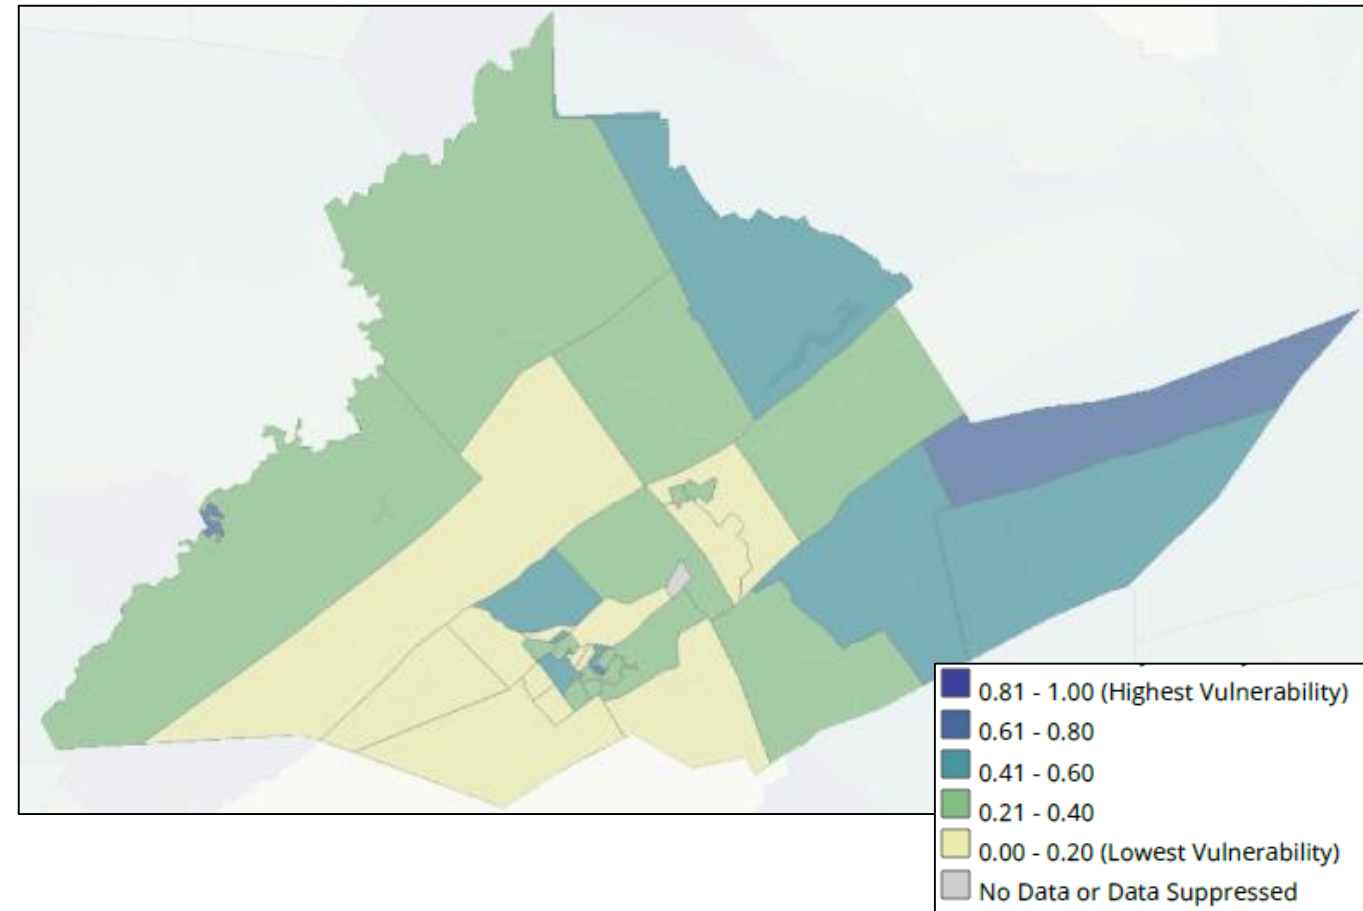 0.81 - 1.00 (Highest Vulnerability)
0.61 - 0.80
0.41 - 0.60
0.21 - 0.40
0.00 - 0.20 (Lowest Vulnerability)
No Data or Data Suppressed